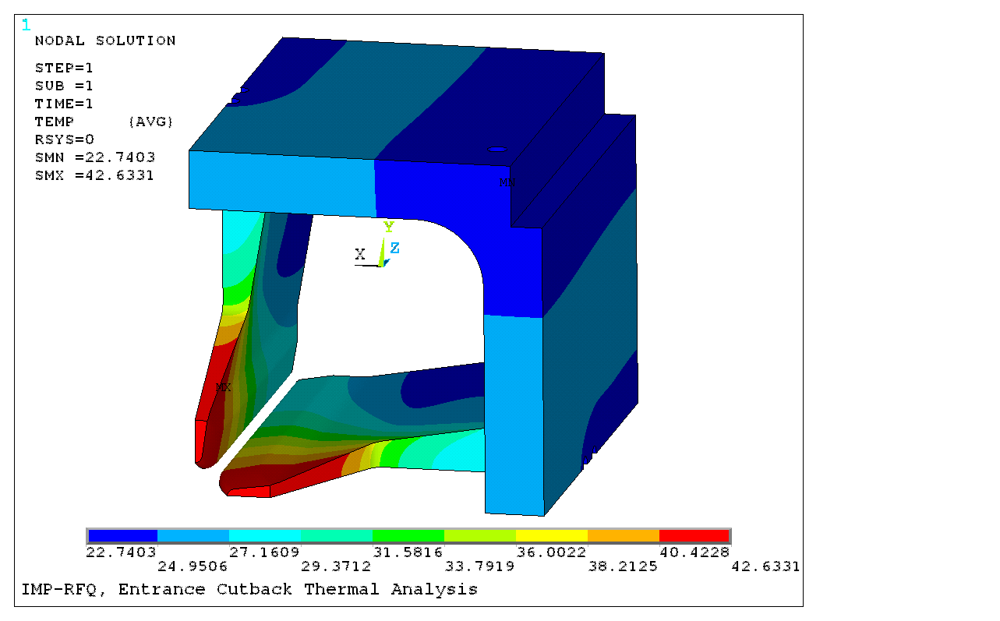 1
NODAL SOLUTION
STEP=1
SUB =1
TIME=1
TEMP (AVG)
RSYS=0
SMN =22.7403
SMX =42.6331
Y
X
Z
MX
22.7403 27.1609 31.5816 36.0022 40.4228
24.9506 29.3712 33.7919 38.2125 42.6331
IMP-RFQ, Entrance Cutback Thermal Analysis